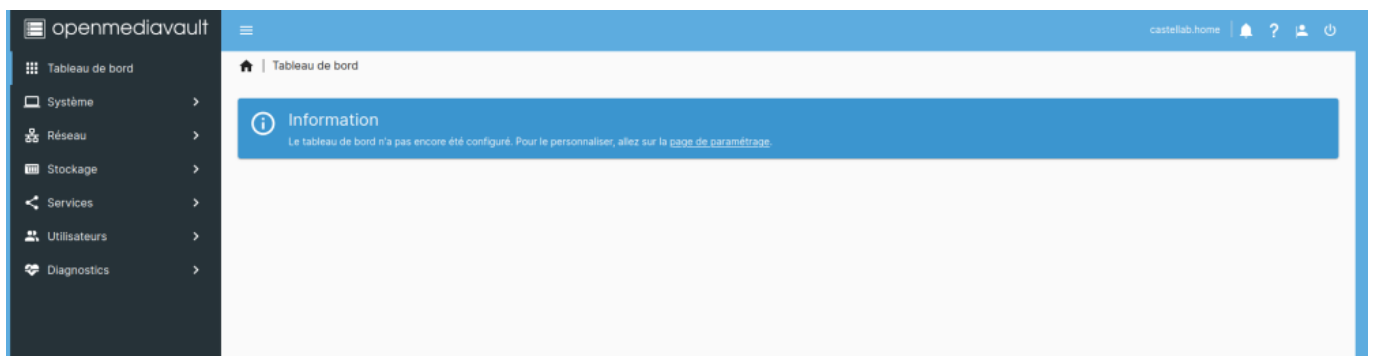 openmediavault
castellab.home
Tableau de bord
Tableau de bord
Système
Réseau
Stockage
Services
Utilisateurs
Diagnostics
Information
Le tableau de bord n'a pas encore été configuré. Pour le personnaliser, allez sur la page de paramétrage.